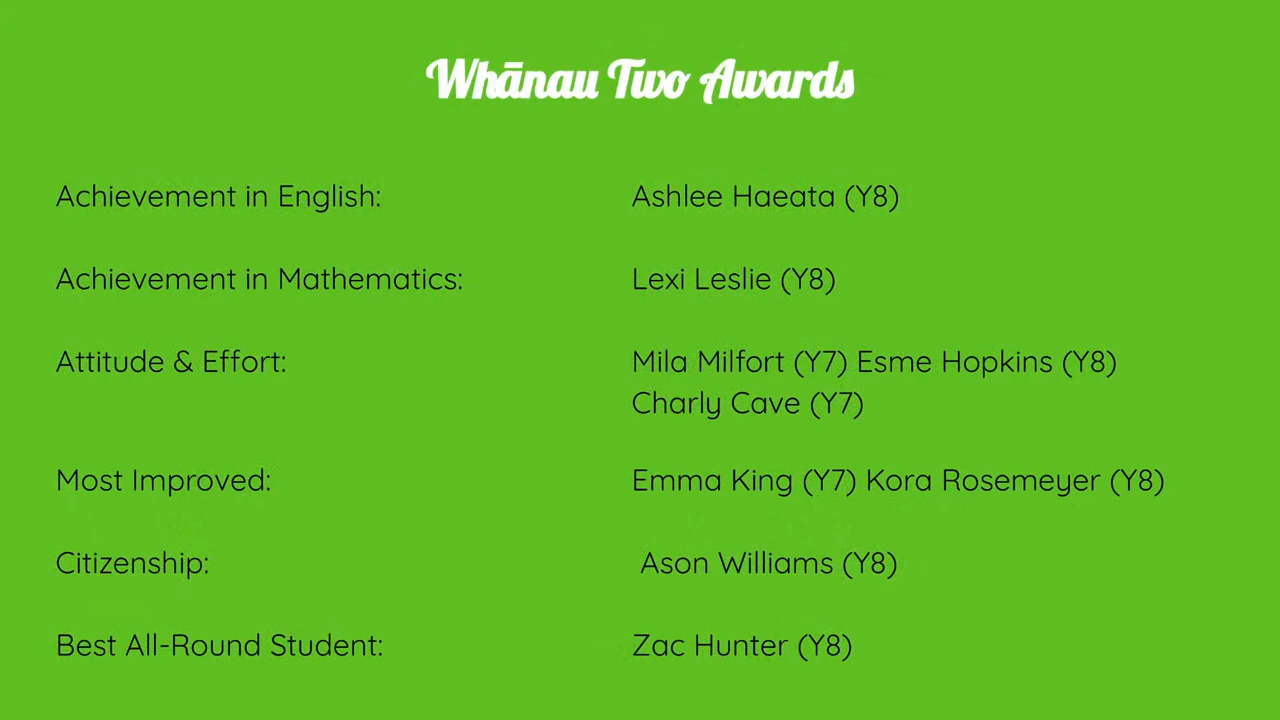 Whānau Two Awards
Achievement in English: Ashlee Haeata (Y8)
Achievement in Mathematics: Lexi Leslie (Y8)
Attitude & Effort: Mila Milfort (Y7) Esme Hopkins (Y8)
Charly Cave (Y7)
Most Improved: Emma King (Y7) Kora Rosemeyer (Y8)
Citizenship: Ason Williams (Y8)
Best All-Round Student: Zac Hunter (Y8)